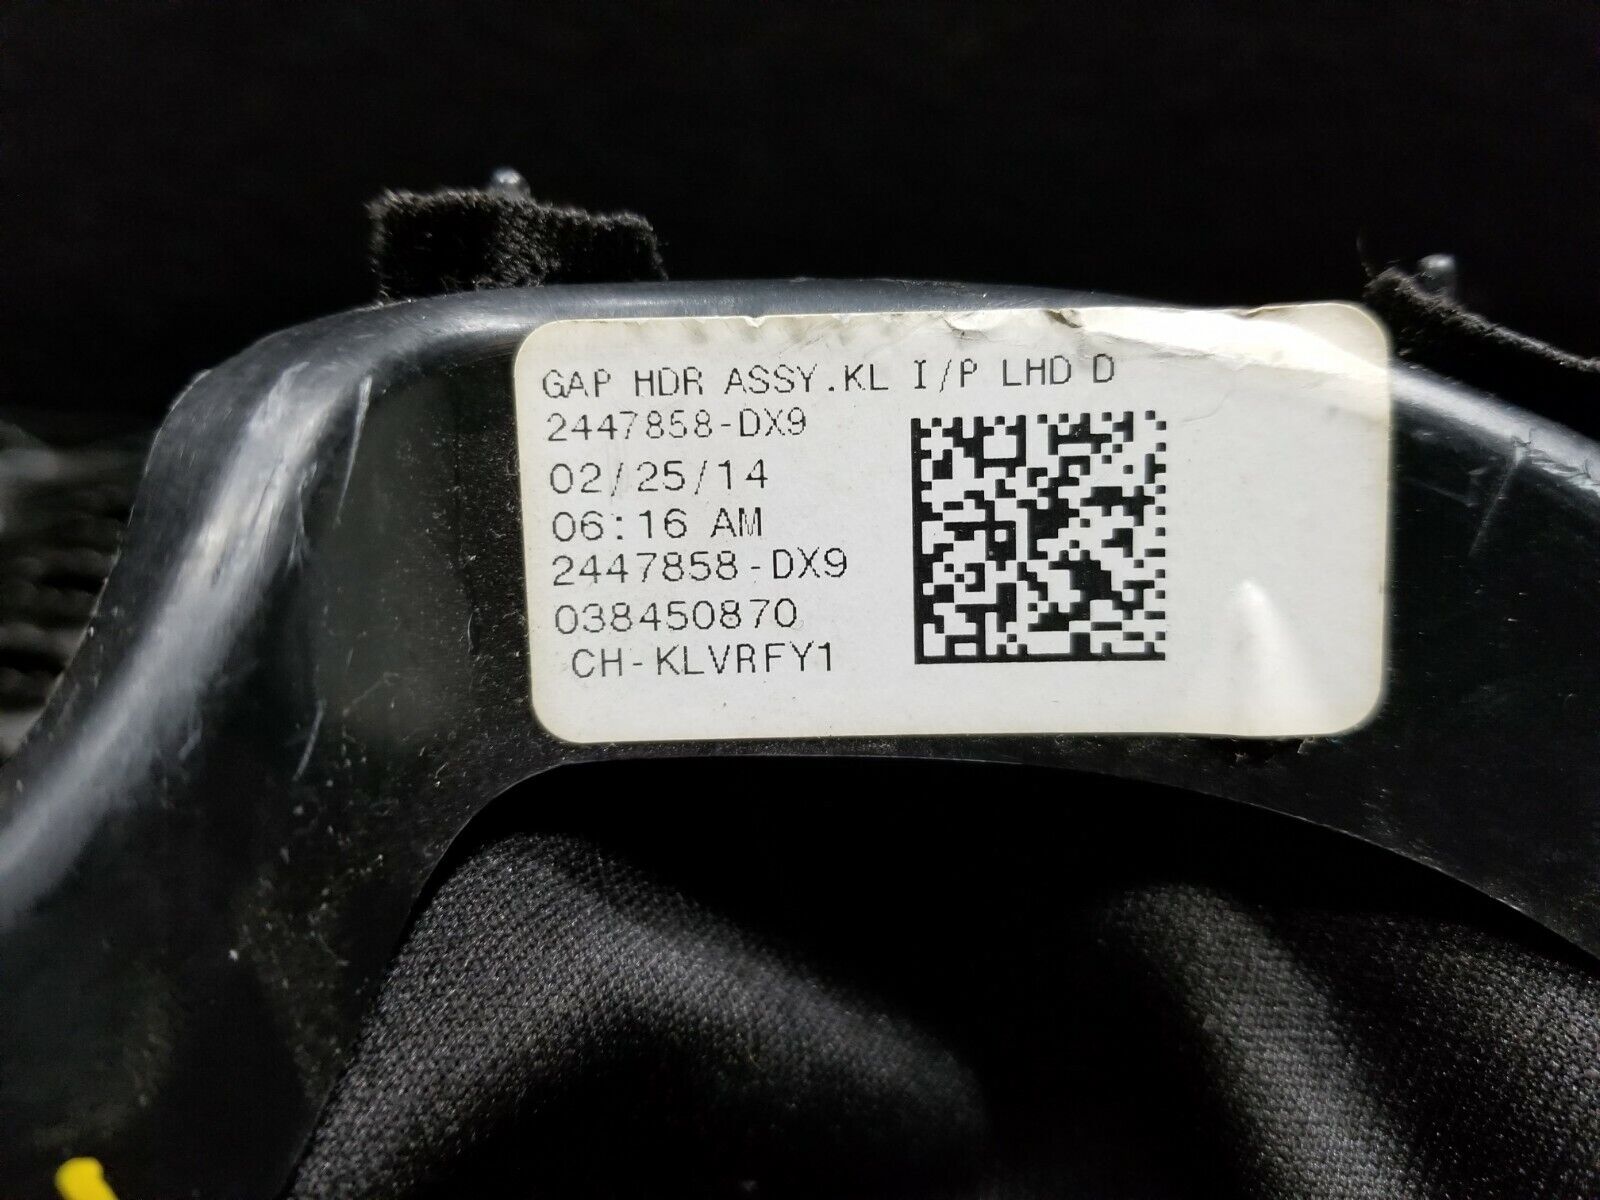 GAP HDR ASSY.KL I/P LHD D
2447858-DX9
02/25/14
06:16 AM
2447858-DX9
038450870
CH-KLVRFY1